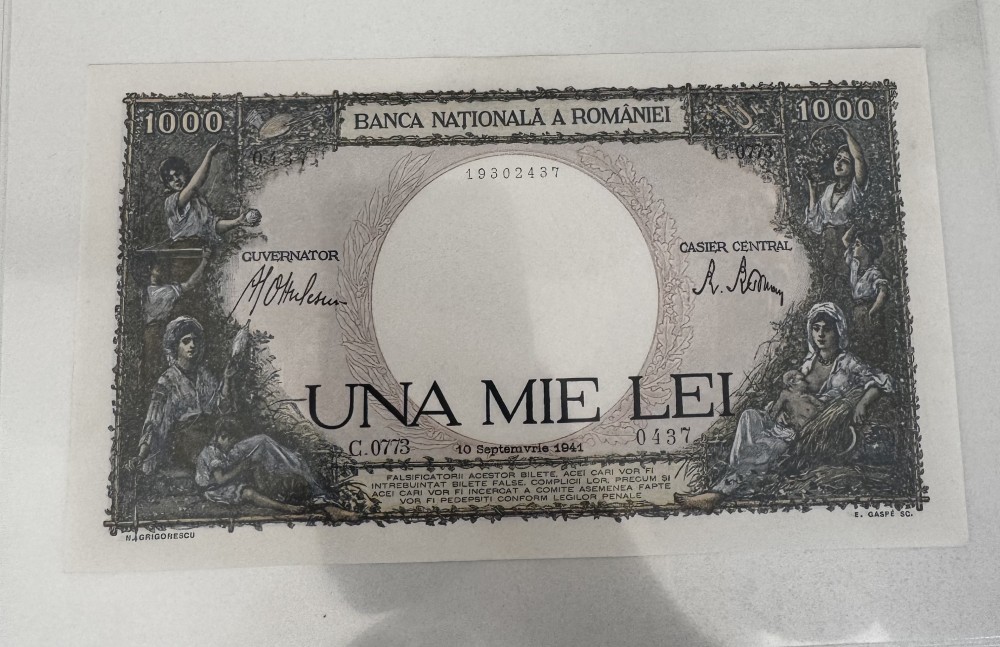 1000
BANCA NAȚIONALĂ A ROMÂNIEI
1000
0437
C.0773
19302437
GUVERNATOR
CASIER CENTRAL
UNA MIE LEI
C.0773
10 Septemvrie 1941
0437
FALSIFICATORII ACESTOR BILETE, ACEI CARI VOR FI
INTREBUINȚAT BILETE FALSE, COMPLICII LOR, PRECUM ȘI
ACEI CARI VOR FI INCERCAT A COMITE ASEMENEA FAPTE
VOR FI PEDEPSIȚI CONFORM LEGILOR PENALE
N. GRIGORESCU
E. GASPÉ SC.